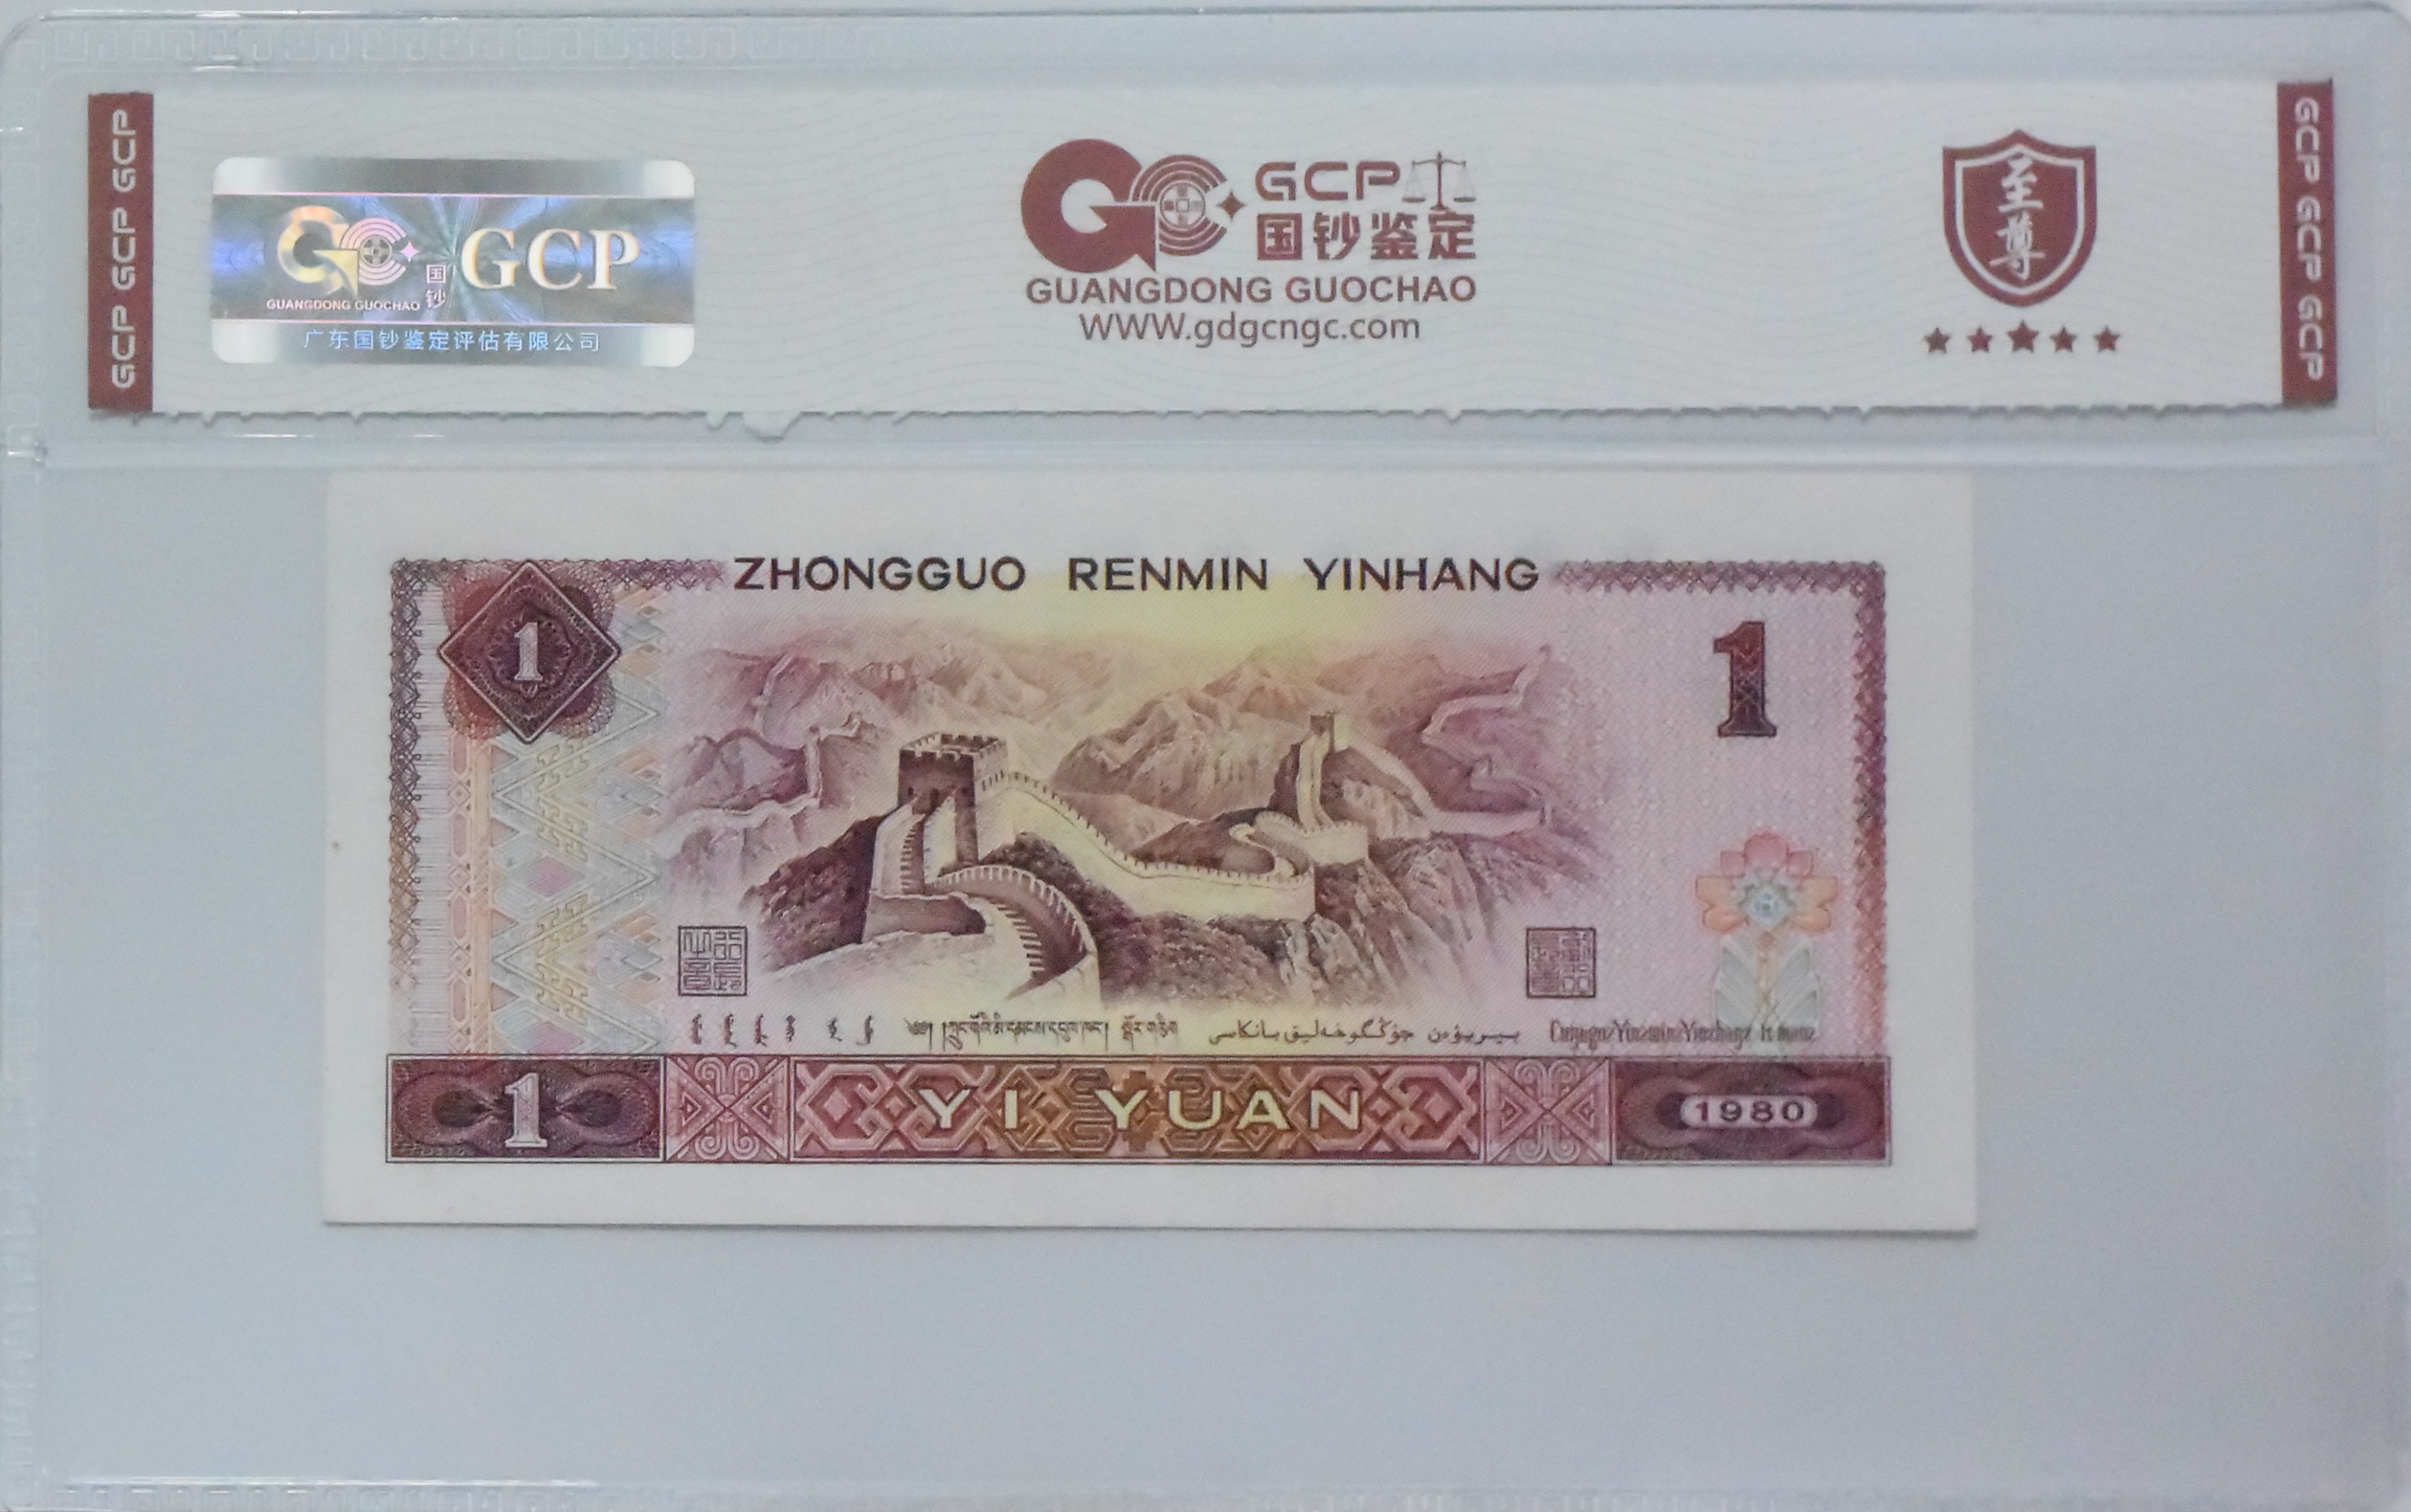 GCP GCP GCP
GUANGDONG GUOCHAO
国钞
GCP
广东国钞鉴定评估有限公司
GCP
国钞鉴定
GUANGDONG GUOCHAO
WWW.gdgcngc.com
至尊
GCP GCP GCP
ZHONGGUO RENMIN YINHANG
1
1
1
YI YUAN
1980